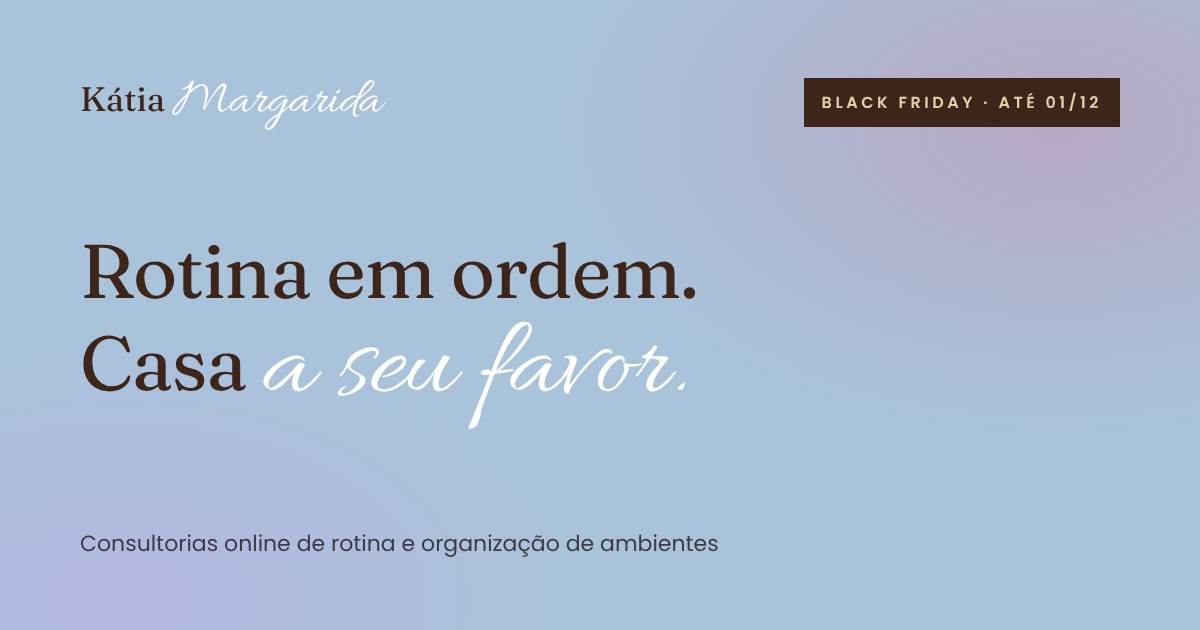 Kátia Margarida
BLACK FRIDAY · ATÉ 01/12
Rotina em ordem.
Casa a seu favor.
Consultorias online de rotina e organização de ambientes